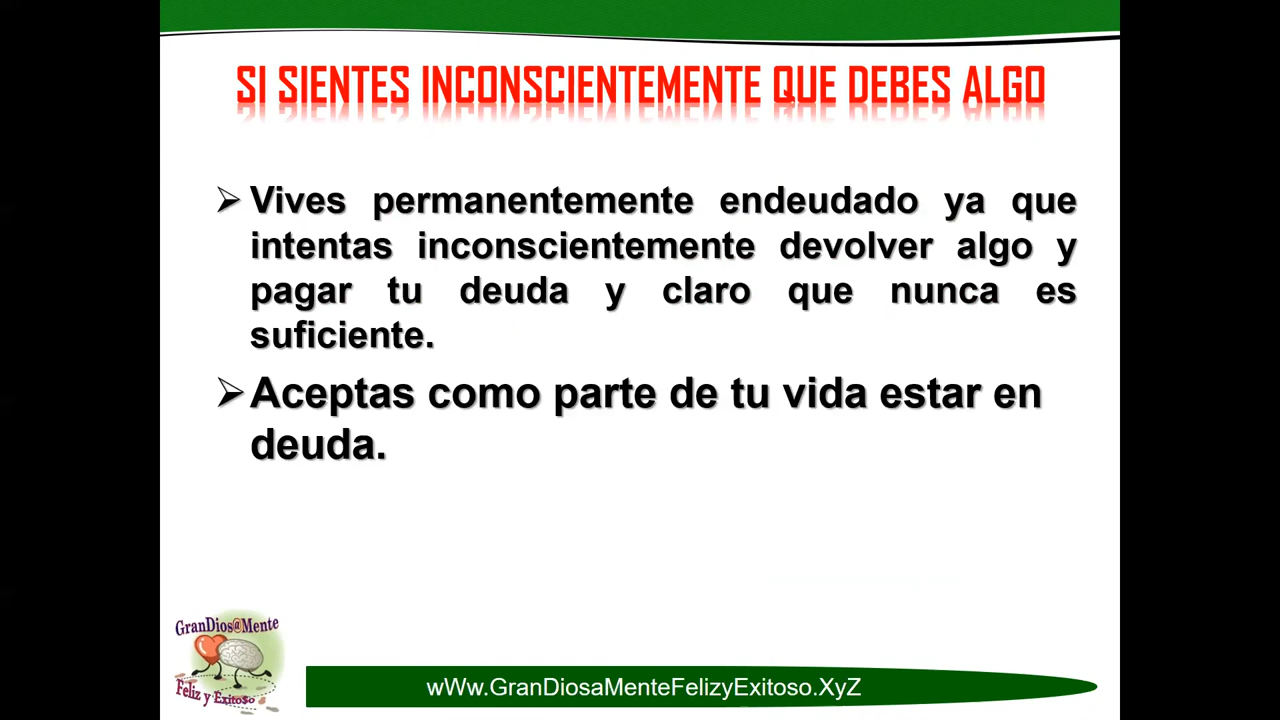 SI SIENTES INCONSCIENTEMENTE QUE DEBES ALGO
Vives permanentemente endeudado ya que
intentas inconscientemente devolver algo y
pagar tu deuda y claro que nunca es
suficiente.
Aceptas como parte de tu vida estar en
deuda.
GranDios@Mente
Feliz y Exitoso
wWw.GranDiosaMenteFelizyExitoso.XyZ